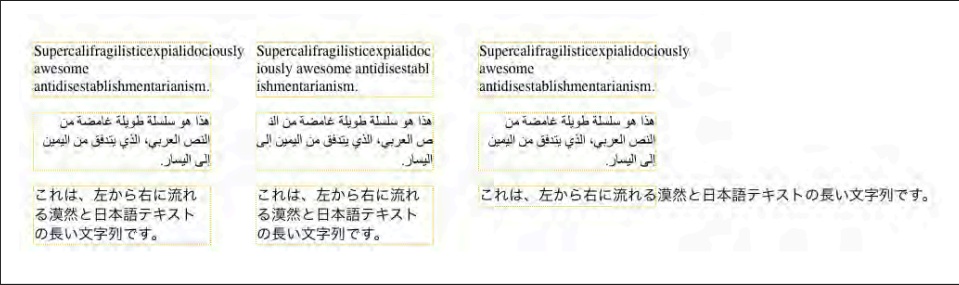 Supercalifragilisticexpialidociously
awesome
antidisestablishmentarianism.
هذا هو سلسلة طويلة غامضة من
النص العربي، الذي يتدفق من اليمين
إلى اليسار.
これは、左から右に流れ
る漠然と日本語テキスト
の長い文字列です。
Supercalifragilisticexpialidoc
iously awesome antidisestabl
ishmentarianism.
هذا هو سلسلة طويلة غامضة من الن
ص العربي، الذي يتدفق من اليمين إلى
اليسار.
これは、左から右に流れ
る漠然と日本語テキスト
の長い文字列です。
Supercalifragilisticexpialidociously
awesome
antidisestablishmentarianism.
هذا هو سلسلة طويلة غامضة من
النص العربي، الذي يتدفق من اليمين
إلى اليسار.
これは、左から右に流れる漠然と日本語テキストの長い文字列です。